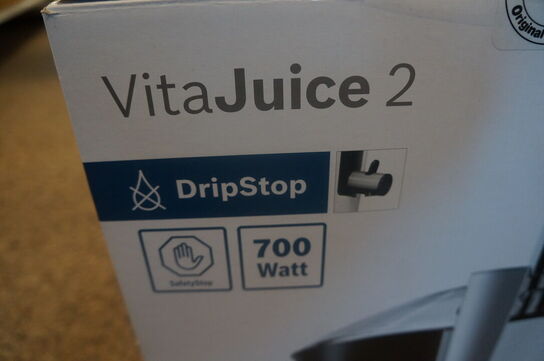 Original
VitaJuice 2
DripStop
SafetyStop
700
Watt